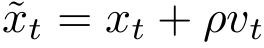 x̃_t = x_t + ρv_t